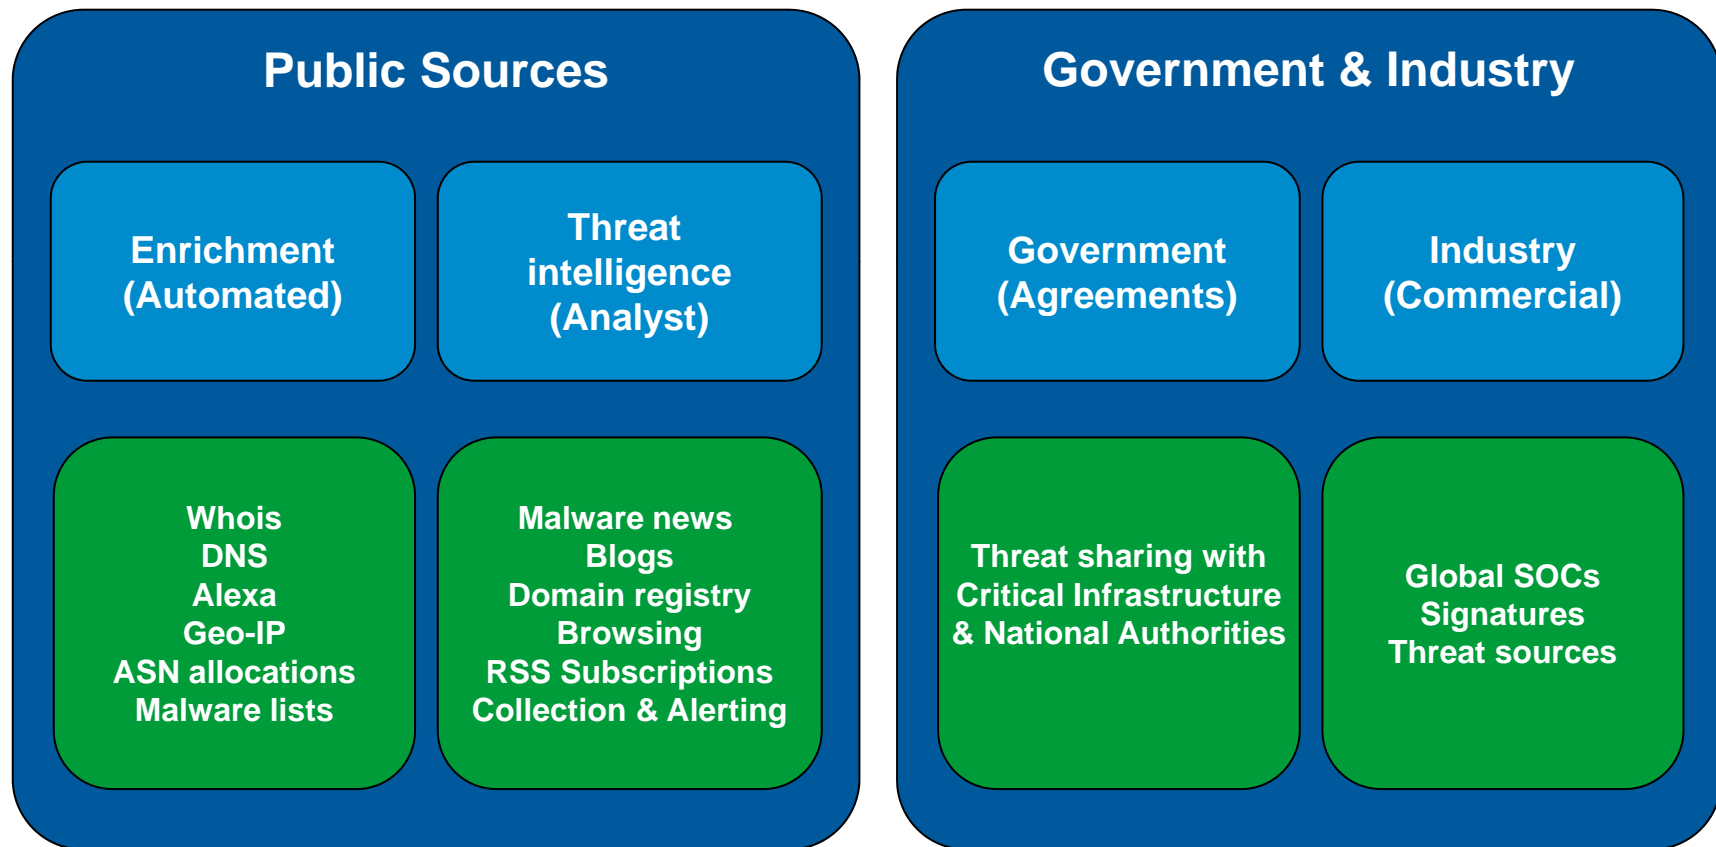 Public Sources
Enrichment
(Automated)
Threat
intelligence
(Analyst)
Whois
DNS
Alexa
Geo-IP
ASN allocations
Malware lists
Malware news
Blogs
Domain registry
Browsing
RSS Subscriptions
Collection & Alerting
Government & Industry
Government
(Agreements)
Industry
(Commercial)
Threat sharing with
Critical Infrastructure
& National Authorities
Global SOCs
Signatures
Threat sources